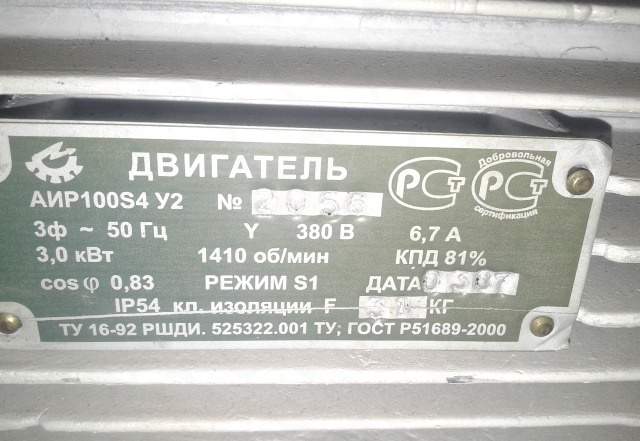 ДВИГАТЕЛЬ
РСТ
Добровольная
РСТ
сертификация
АИР100S4 У2 №
3ф ~ 50 Гц Y 380 В 6,7 А
3,0 кВт 1410 об/мин КПД 81%
cos φ 0,83 РЕЖИМ S1 ДАТА
IP54 кл. изоляции F КГ
ТУ 16-92 РШДИ. 525322.001 ТУ; ГОСТ Р51689-2000